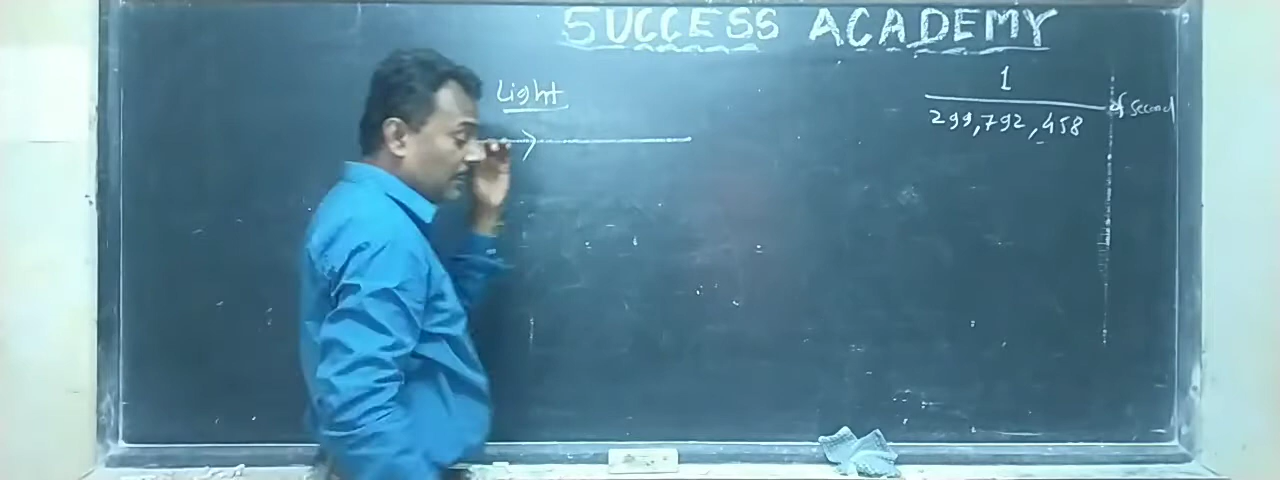 SUCCESS ACADEMY
Light
1
299,792,458
of second